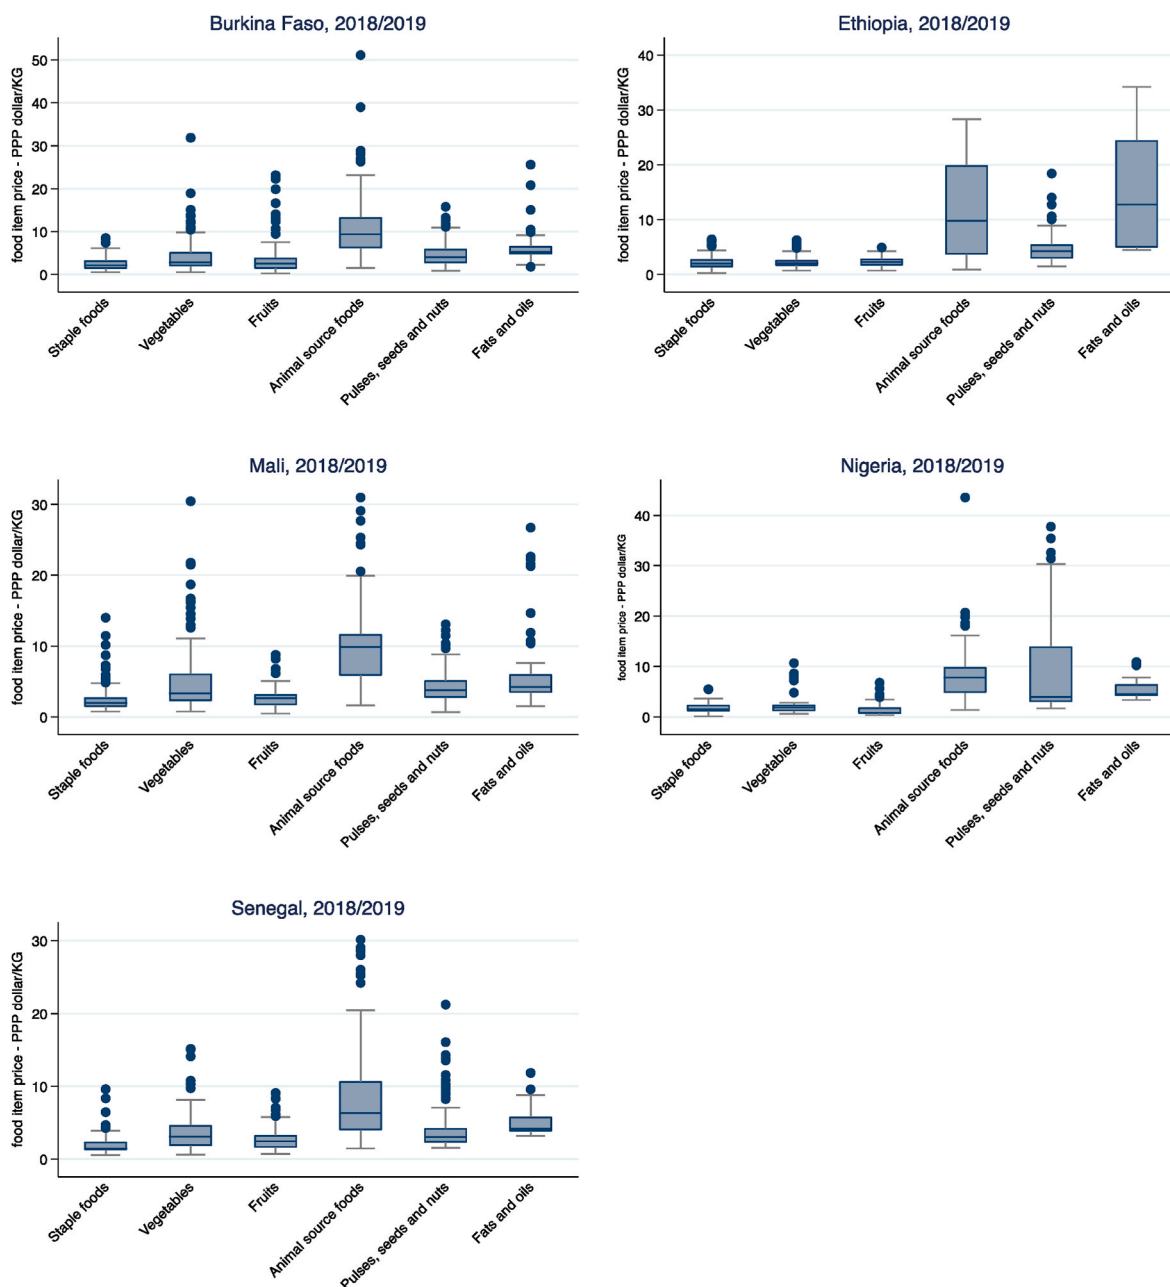 Burkina Faso, 2018/2019
food item price - PPP dollar/KG
50
40
30
20
10
0
Staple foods
Vegetables
Fruits
Animal source foods
Pulses, seeds and nuts
Fats and oils
Ethiopia, 2018/2019
food item price - PPP dollar/KG
40
30
20
10
0
Staple foods
Vegetables
Fruits
Animal source foods
Pulses, seeds and nuts
Fats and oils
Mali, 2018/2019
food item price - PPP dollar/KG
30
20
10
0
Staple foods
Vegetables
Fruits
Animal source foods
Pulses, seeds and nuts
Fats and oils
Nigeria, 2018/2019
food item price - PPP dollar/KG
40
30
20
10
0
Staple foods
Vegetables
Fruits
Animal source foods
Pulses, seeds and nuts
Fats and oils
Senegal, 2018/2019
food item price - PPP dollar/KG
30
20
10
0
Staple foods
Vegetables
Fruits
Animal source foods
Pulses, seeds and nuts
Fats and oils